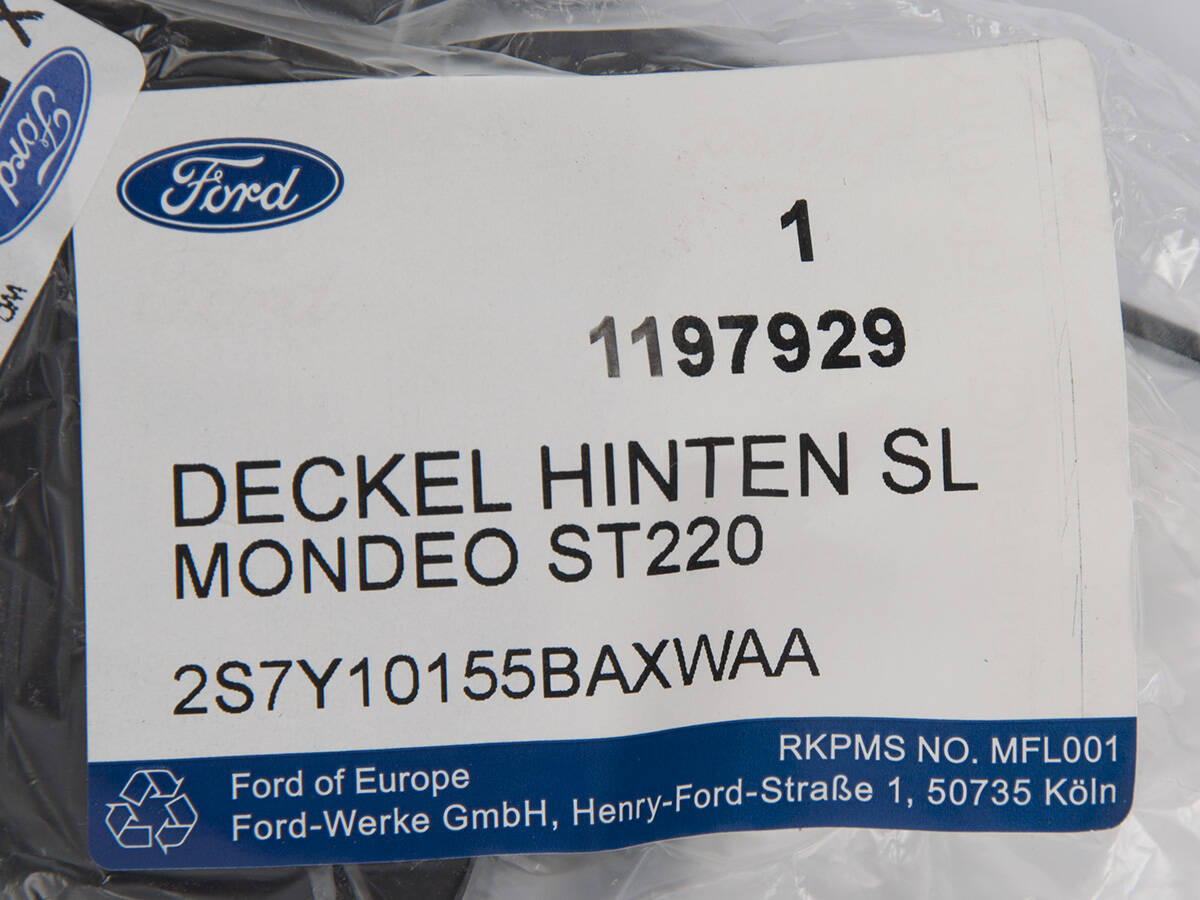 Ford
Ford
1
1197929
DECKEL HINTEN SL
MONDEO ST220
2S7Y10155BAXWAA
RKPMS NO. MFL001
Ford of Europe
Ford-Werke GmbH, Henry-Ford-Straße 1, 50735 Köln